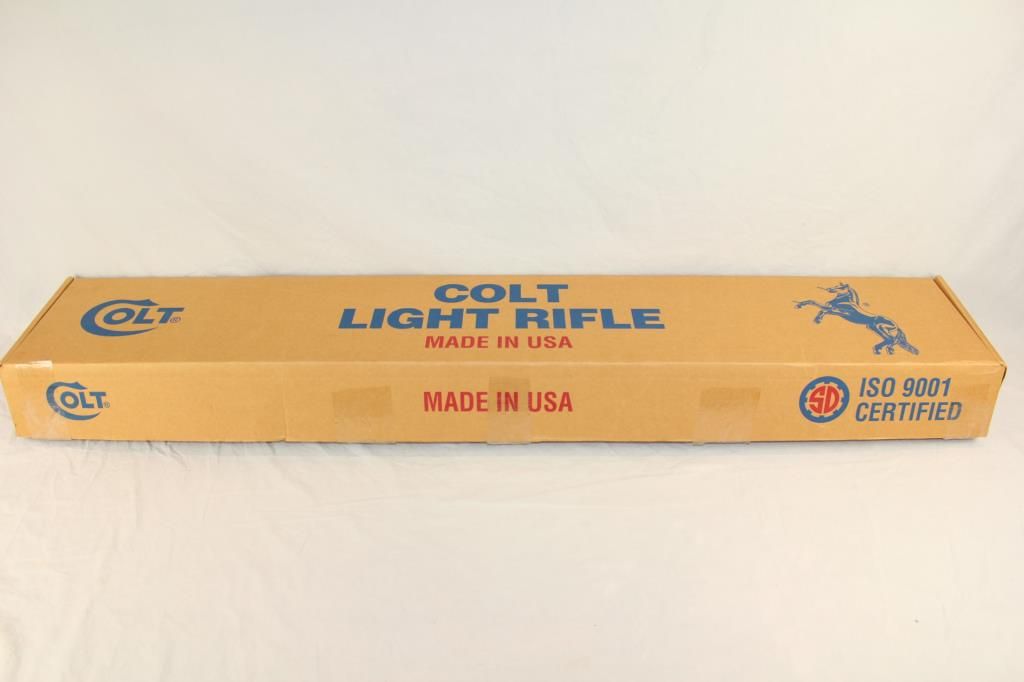 COLT®
COLT
LIGHT RIFLE
MADE IN USA
®
COLT®
MADE IN USA
SD
ISO 9001
CERTIFIED